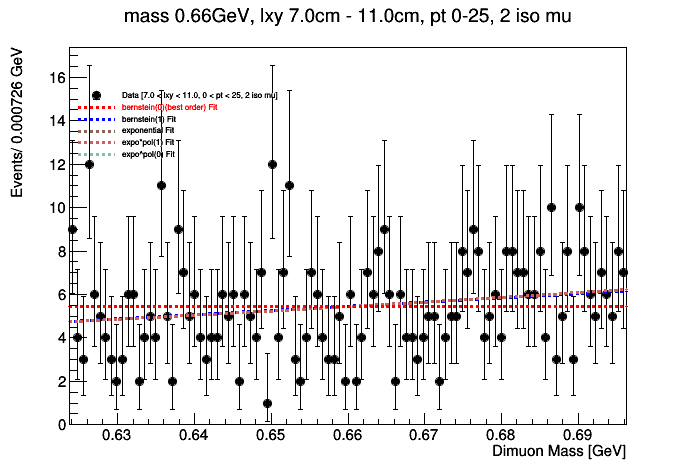 mass 0.66GeV, lxy 7.0cm - 11.0cm, pt 0-25, 2 iso mu
Events/ 0.000726 GeV
16
14
12
10
8
6
4
2
0
Data [7.0 < lxy < 11.0, 0 < pt < 25, 2 iso mu]
bernstein(0)(best order) Fit
bernstein(1) Fit
exponential Fit
expo*pol(1) Fit
expo*pol(0) Fit
0.63 0.64 0.65 0.66 0.67 0.68 0.69
Dimuon Mass [GeV]